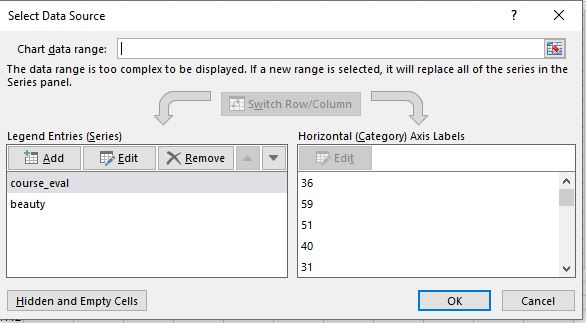 Select Data Source ? ×
Chart data range:
The data range is too complex to be displayed. If a new range is selected, it will replace all of the series in the
Series panel.
Switch Row/Column
Legend Entries (Series)
Add Edit Remove
course_eval
beauty
Horizontal (Category) Axis Labels
Edit
36
59
51
40
31
Hidden and Empty Cells
OK Cancel